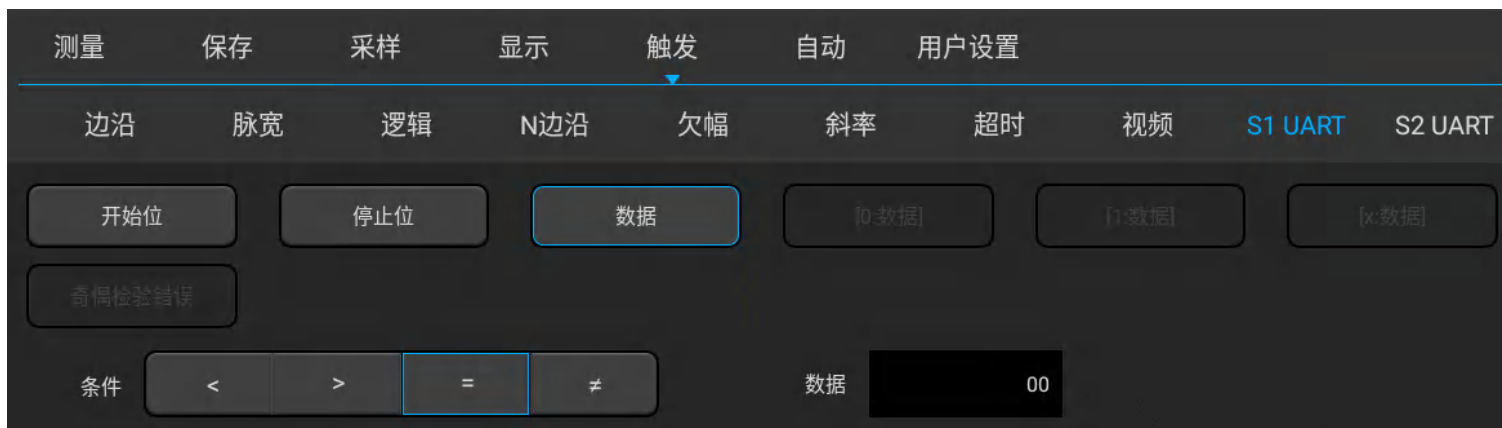 测量 保存 采样 显示 触发 自动 用户设置
边沿 脉宽 逻辑 N边沿 欠幅 斜率 超时 视频 S1 UART S2 UART
开始位 停止位 数据 [0:数据] [1:数据] [x:数据]
奇偶检验错误
条件 < > = ≠ 数据 00